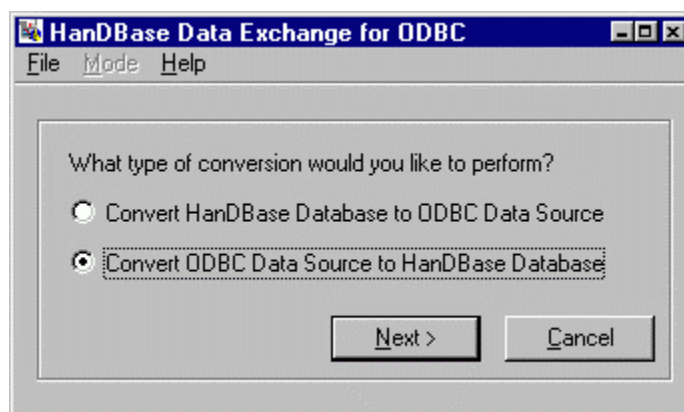 HanDBase Data Exchange for ODBC
File Mode Help
What type of conversion would you like to perform?
Convert HanDBase Database to ODBC Data Source
Convert ODBC Data Source to HanDBase Database
Next > Cancel